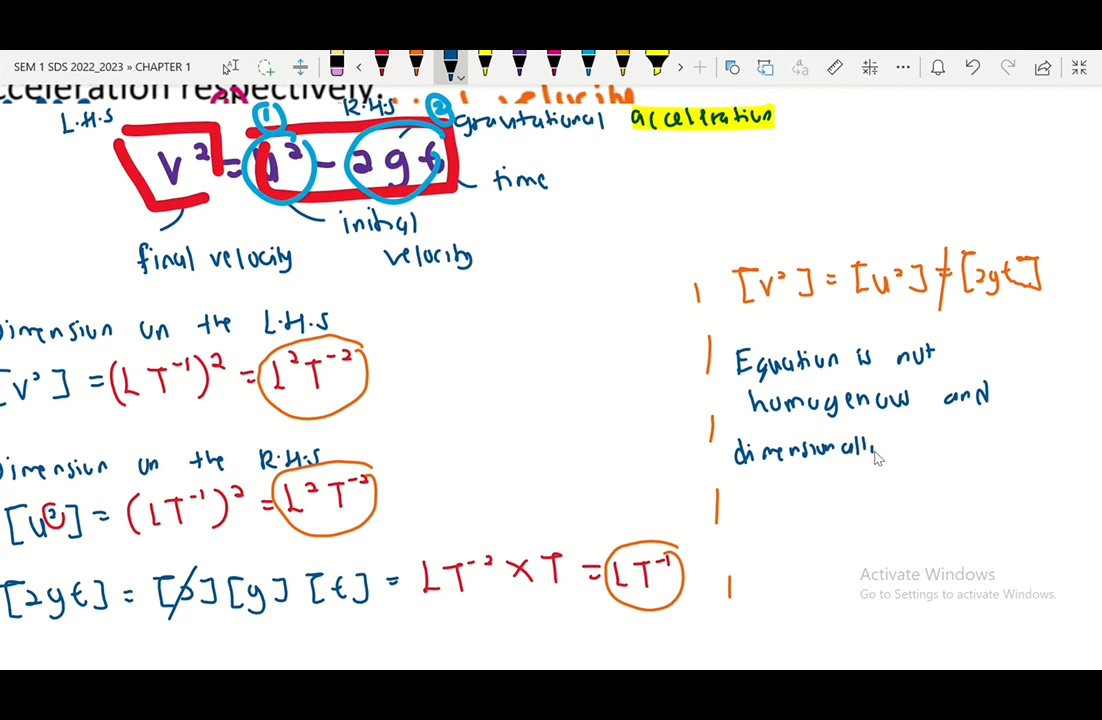 SEM 1 SDS 2022_2023 » CHAPTER 1
cceleration respectively.
velocity
L.H.S
R.H.S
① ②
gravitational acceleration
v² = u² - 2gt
time
initial velocity
final velocity
[v²] = [u²] ≠ [2gt]
Dimension on the L.H.S
[v²] = (LT⁻¹)² = L²T⁻²
Equation is not
homogenous and
dimensionally
Dimension on the R.H.S
[u²] = (LT⁻¹)² = L²T⁻²
[2gt] = [2][g][t] = LT⁻² × T = LT⁻¹
Activate Windows
Go to Settings to activate Windows.